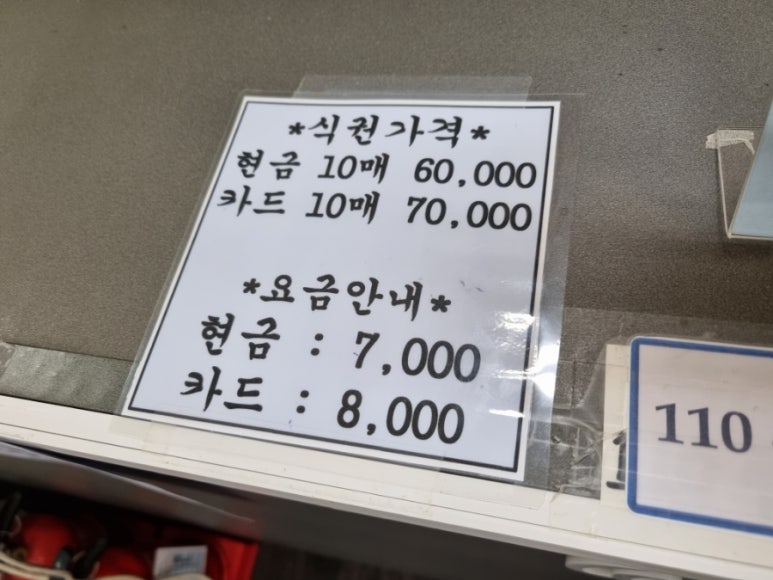 *식권가격*
현금 10매 60,000
카드 10매 70,000
*요금안내*
현금 : 7,000
카드 : 8,000
110